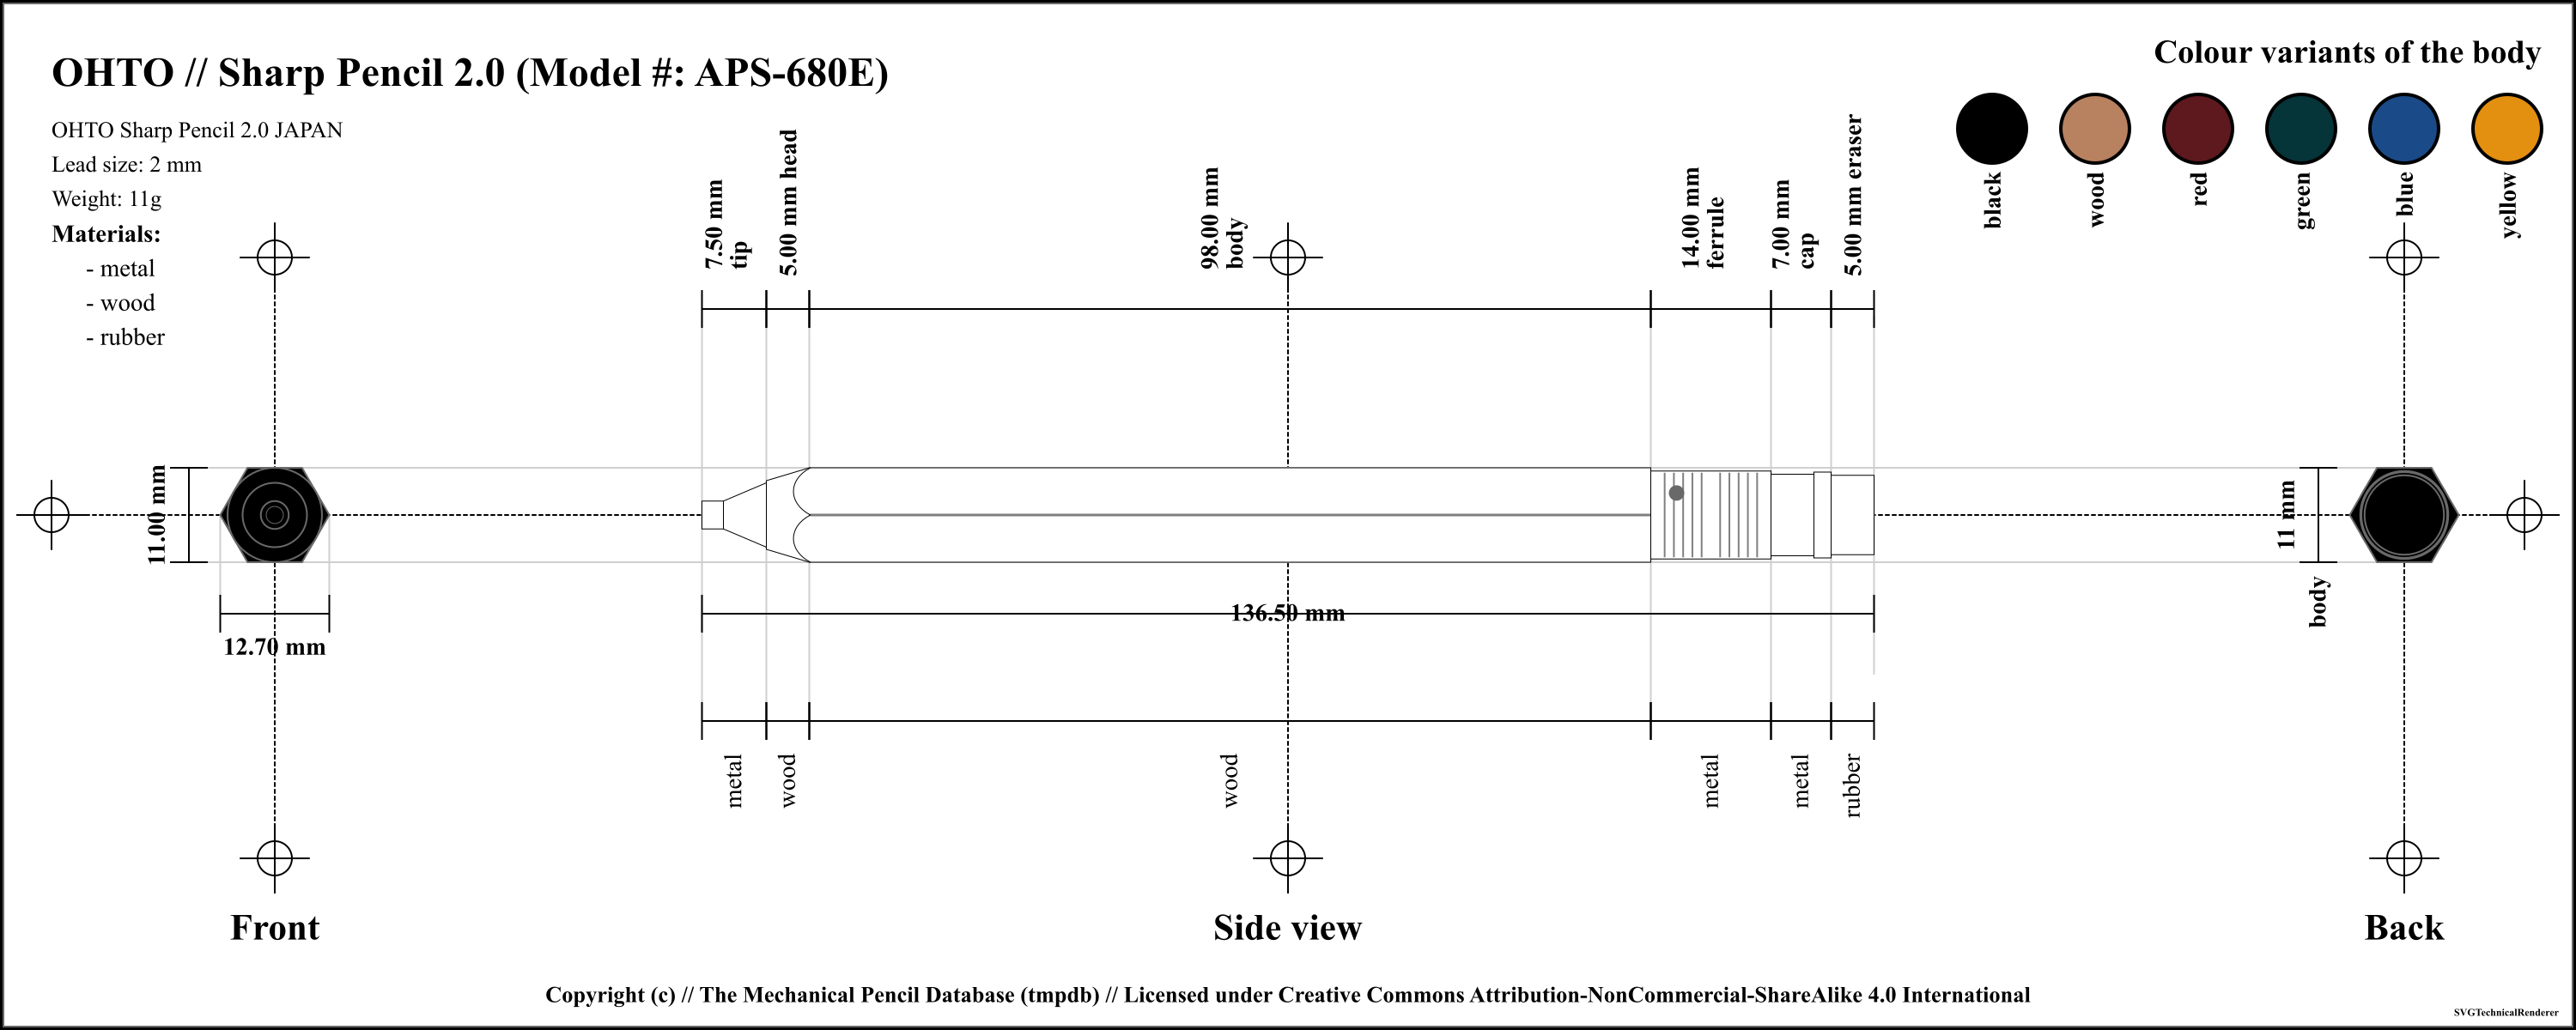 OHTO // Sharp Pencil 2.0 (Model #: APS-680E)
Colour variants of the body
OHTO Sharp Pencil 2.0 JAPAN
Lead size: 2 mm
Weight: 11g
Materials:
- metal
- wood
- rubber
black
wood
red
green
blue
yellow
7.50 mm
tip
5.00 mm head
98.00 mm
body
14.00 mm
ferrule
7.00 mm
cap
5.00 mm eraser
11.00 mm
12.70 mm
136.50 mm
11 mm
body
metal
wood
wood
metal
metal
rubber
Front
Side view
Back
Copyright (c) // The Mechanical Pencil Database (tmpdb) // Licensed under Creative Commons Attribution-NonCommercial-ShareAlike 4.0 International
SVGTechnicalRenderer